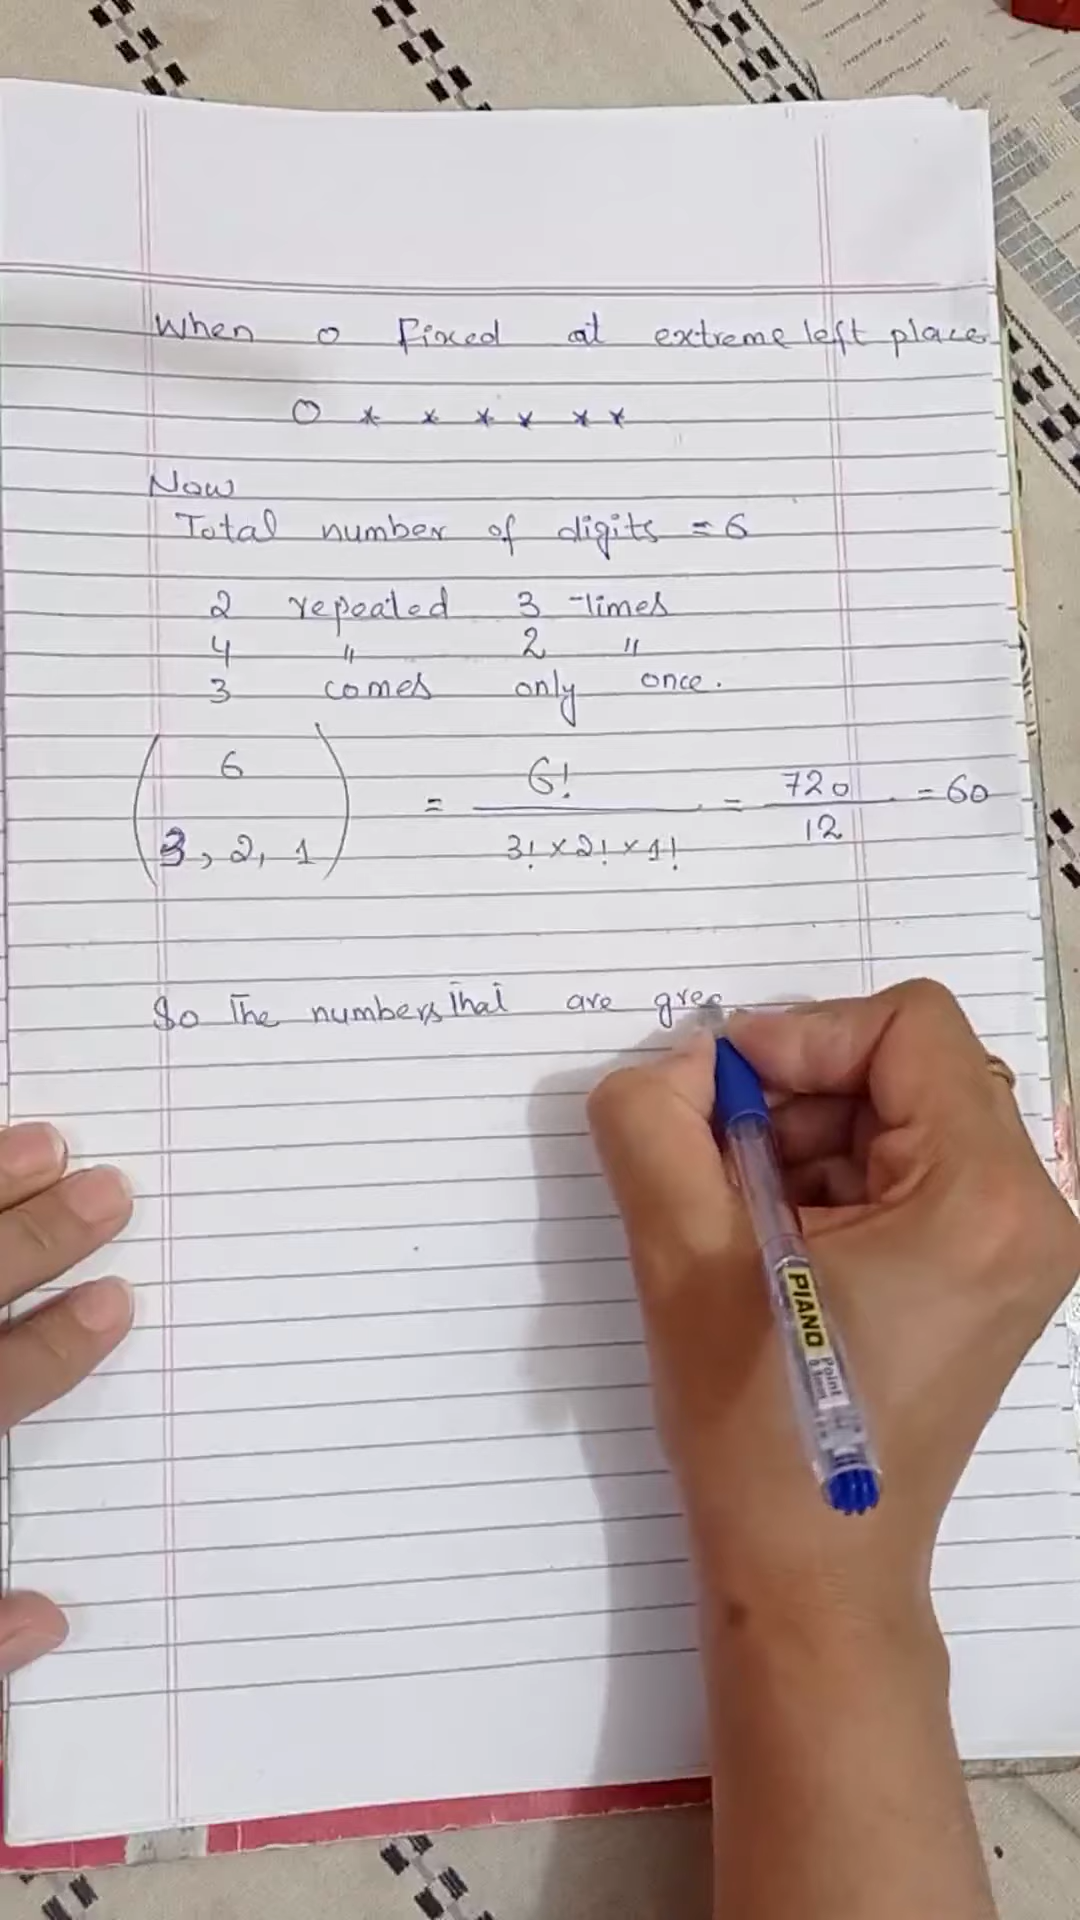 When 0 fixed at extreme left place
0 * * * * * *
Now
Total number of digits = 6
2 repeated 3 times
4 " 2 "
3 comes only once.
( 6 / 3, 2, 1 ) = 6! / 3! × 2! × 1! = 720 / 12 = 60
So The numbers That are grea
PIANO
Point